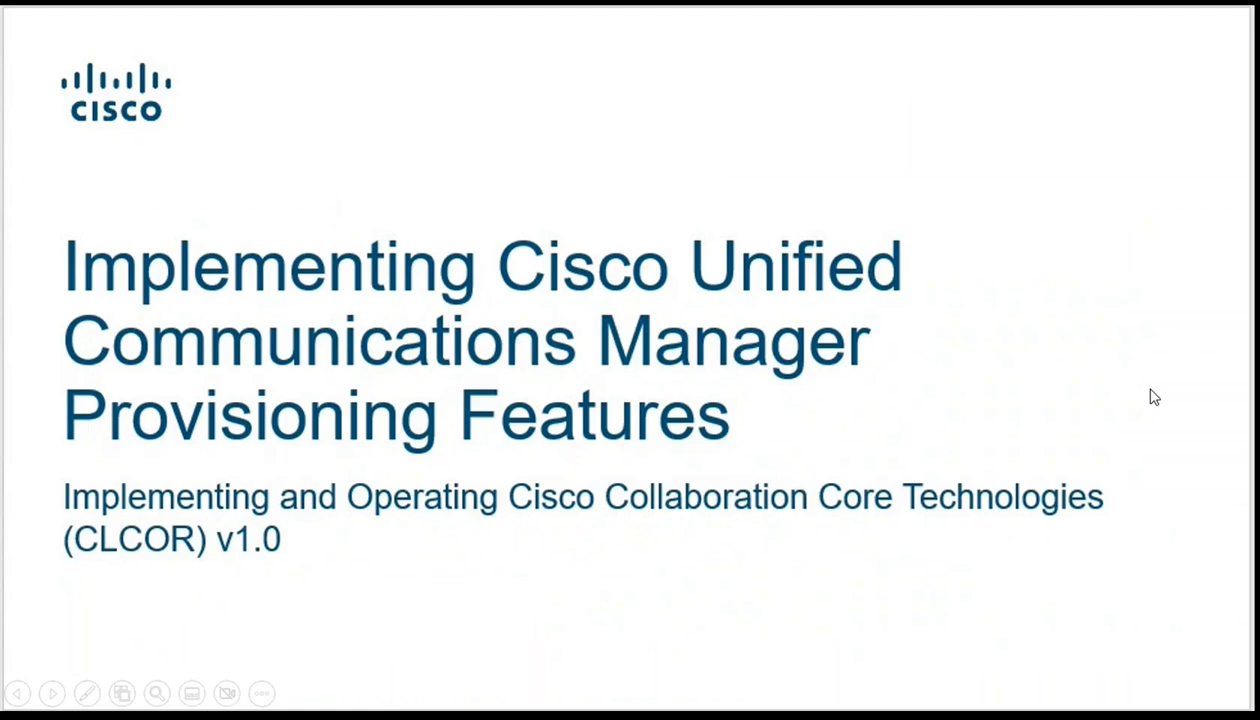 CISCO
Implementing Cisco Unified
Communications Manager
Provisioning Features
Implementing and Operating Cisco Collaboration Core Technologies
(CLCOR) v1.0